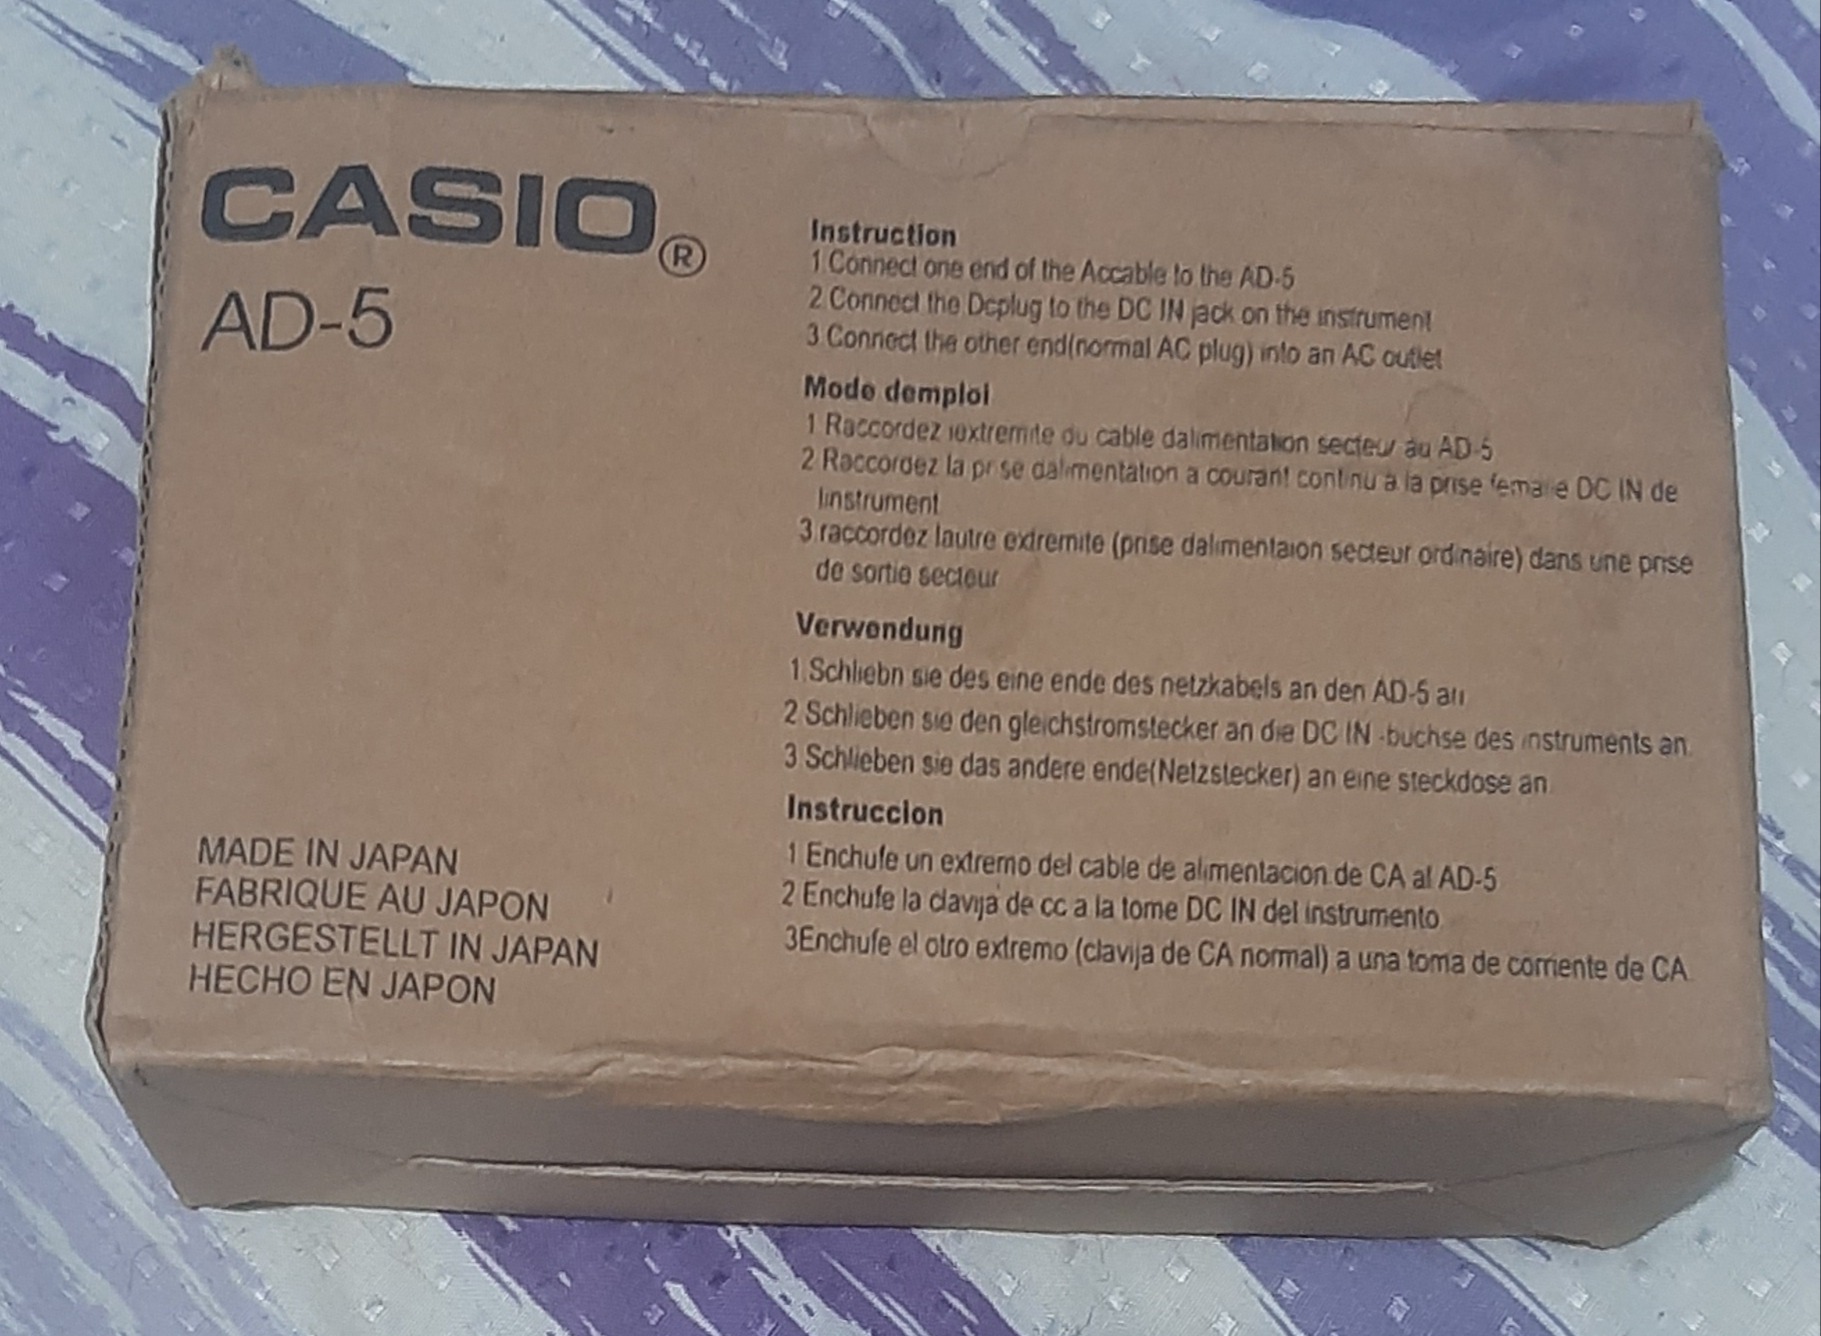 CASIO®
AD-5
Instruction
1 Connect one end of the Accable to the AD-5
2 Connect the Dcplug to the DC IN jack on the instrument
3 Connect the other end(normal AC plug) into an AC outlet
Mode demploi
1 Raccordez lextremite du cable dalimentation secteur au AD-5
2 Raccordez la prise dalimentation a courant continu a la prise femalle DC IN de
linstrument
3 raccordez lautre extremite (prise dalimentaion secteur ordinaire) dans une prise
de sortie secteur
Verwendung
1 Schliebn sie des eine ende des netzkabels an den AD-5 an
2 Schlieben sie den gleichstromstecker an die DC IN -buchse des instruments an
3 Schlieben sie das andere ende(Netzstecker) an eine steckdose an
Instruccion
1 Enchufe un extremo del cable de alimentacion de CA al AD-5
2 Enchufe la clavija de cc a la tome DC IN del instrumento
3Enchufe el otro extremo (clavija de CA normal) a una toma de corriente de CA
MADE IN JAPAN
FABRIQUE AU JAPON
HERGESTELLT IN JAPAN
HECHO EN JAPON